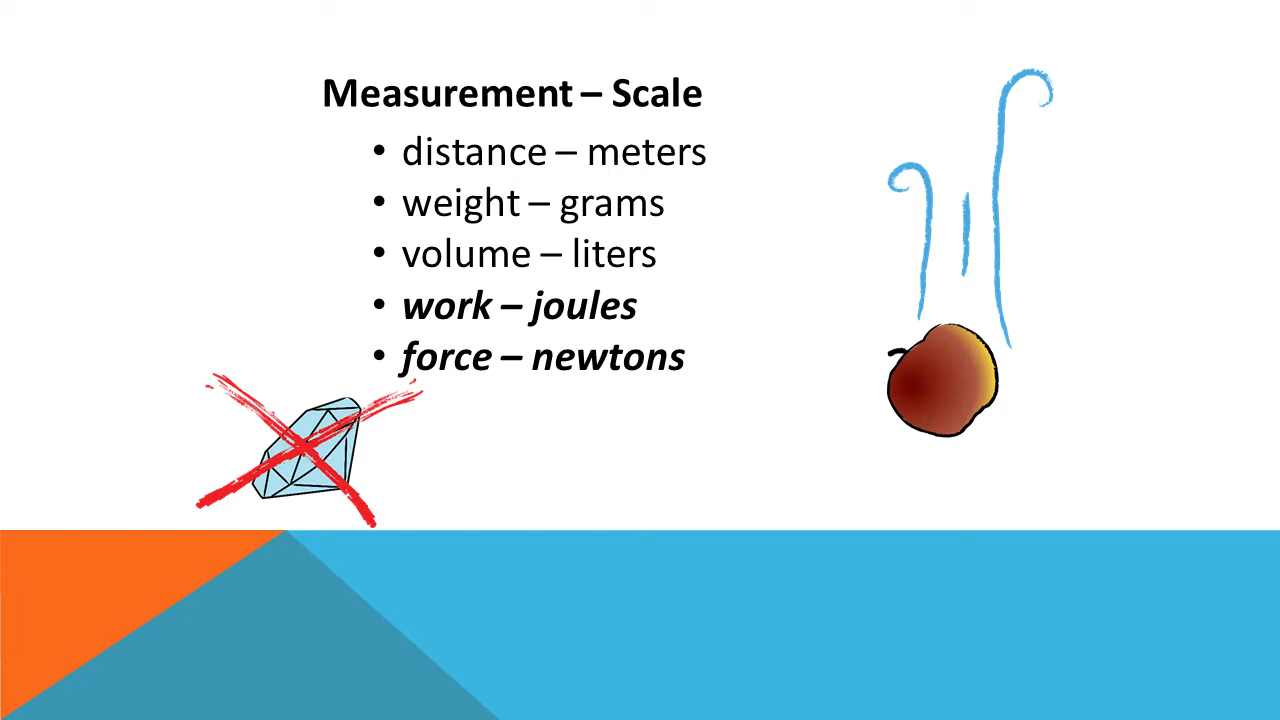 Measurement – Scale
• distance – meters
• weight – grams
• volume – liters
• work – joules
• force – newtons